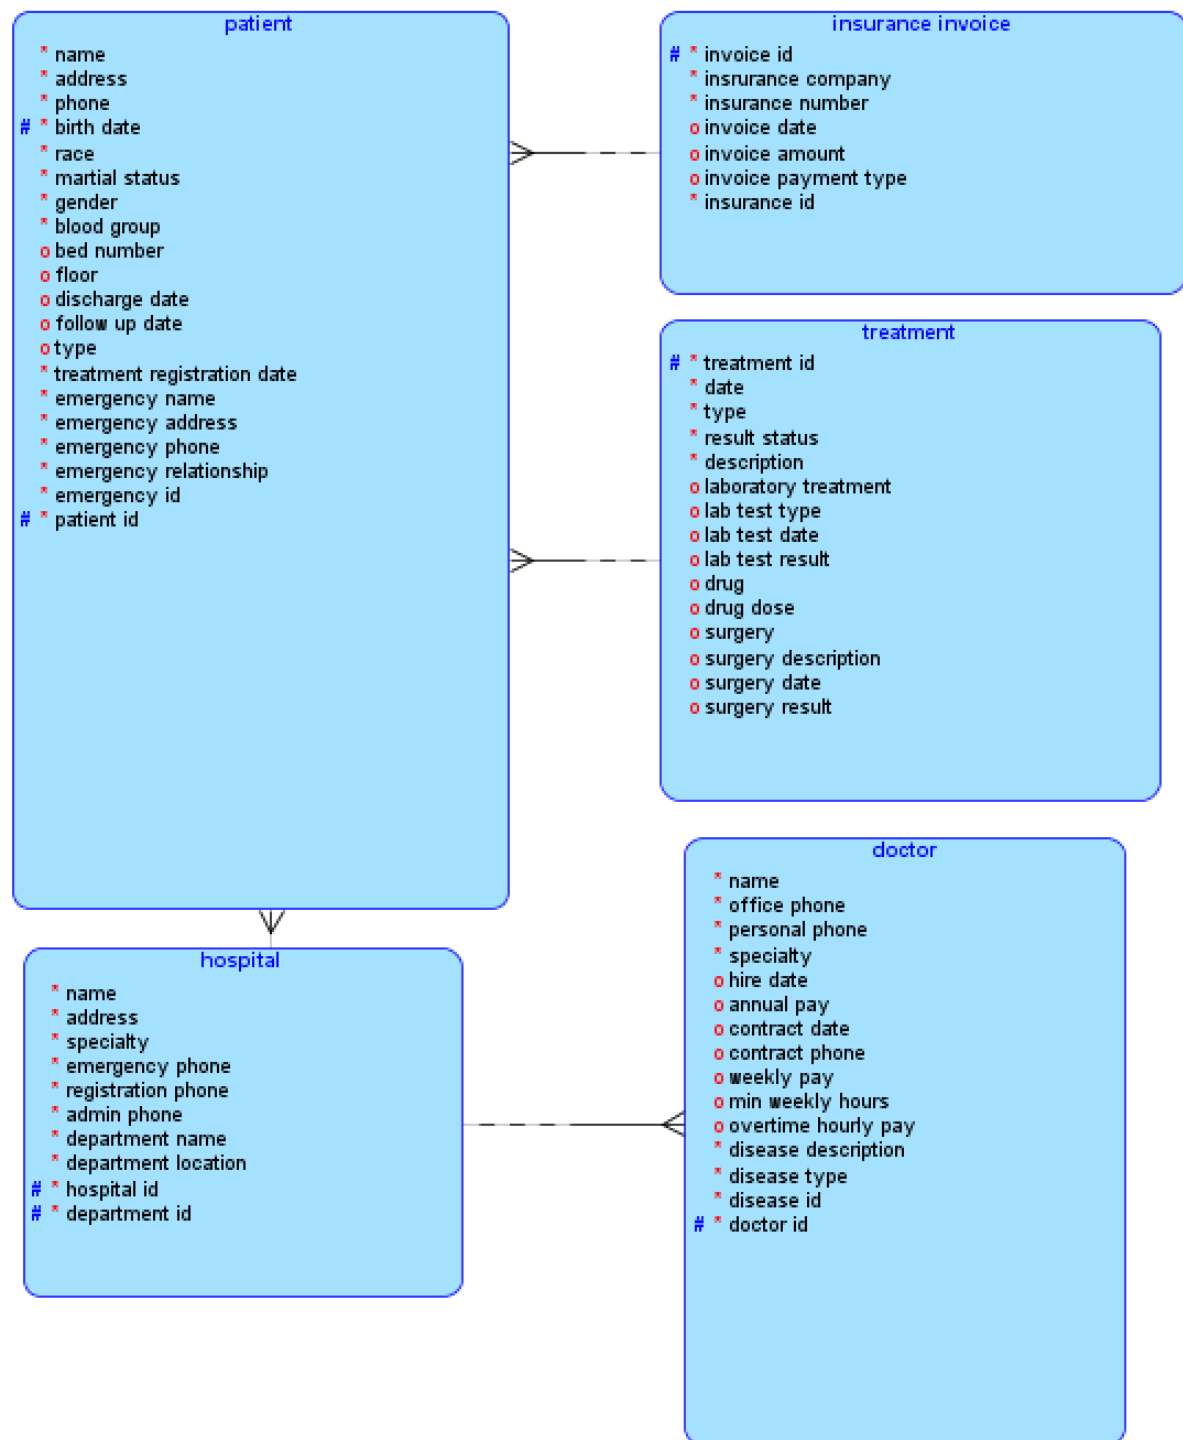 patient
* name
* address
* phone
# * birth date
* race
* martial status
* gender
* blood group
o bed number
o floor
o discharge date
o follow up date
o type
* treatment registration date
* emergency name
* emergency address
* emergency phone
* emergency relationship
* emergency id
# * patient id
insurance invoice
# * invoice id
* insrurance company
* insurance number
o invoice date
o invoice amount
o invoice payment type
* insurance id
treatment
# * treatment id
* date
* type
* result status
* description
o laboratory treatment
o lab test type
o lab test date
o lab test result
o drug
o drug dose
o surgery
o surgery description
o surgery date
o surgery result
hospital
* name
* address
* specialty
* emergency phone
* registration phone
* admin phone
* department name
* department location
# * hospital id
# * department id
doctor
* name
* office phone
* personal phone
* specialty
o hire date
o annual pay
o contract date
o contract phone
o weekly pay
o min weekly hours
o overtime hourly pay
* disease description
* disease type
* disease id
# * doctor id